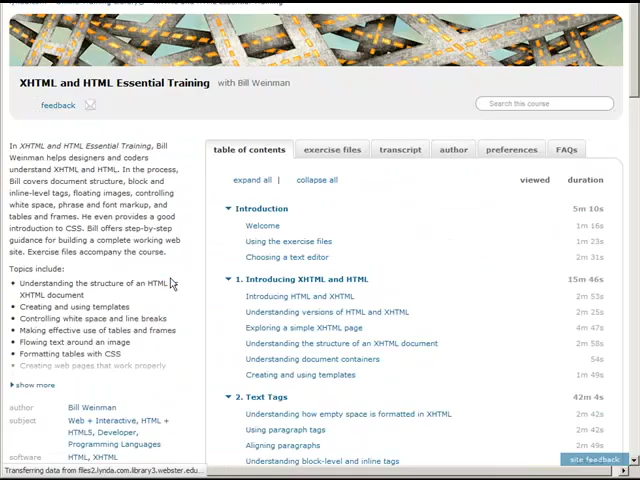 XHTML and HTML Essential Training with Bill Weinman
feedback
Search this course
In XHTML and HTML Essential Training, Bill
Weinman helps designers and coders
understand XHTML and HTML. In the process,
Bill covers document structure, block and
inline-level tags, floating images, controlling
white space, phrase and font markup, and
tables and frames. He even provides a good
introduction to CSS. Bill offers step-by-step
guidance for building a complete working web
site. Exercise files accompany the course.
Topics include:
Understanding the structure of an HTML
XHTML document
Creating and using templates
Controlling white space and line breaks
Making effective use of tables and frames
Flowing text around an image
Formatting tables with CSS
Creating web pages that work properly
show more
author Bill Weinman
subject Web + Interactive, HTML +
HTML5, Developer,
Programming Languages
software HTML, XHTML
table of contents exercise files transcript author preferences FAQs
expand all | collapse all viewed duration
Introduction 5m 10s
Welcome 1m 16s
Using the exercise files 1m 23s
Choosing a text editor 2m 31s
1. Introducing XHTML and HTML 15m 46s
Introducing HTML and XHTML 2m 53s
Understanding versions of HTML and XHTML 2m 25s
Exploring a simple XHTML page 4m 47s
Understanding the structure of an XHTML document 2m 58s
Understanding document containers 54s
Creating and using templates 1m 49s
2. Text Tags 42m 4s
Understanding how empty space is formatted in XHTML 2m 42s
Using paragraph tags 2m 42s
Aligning paragraphs 2m 49s
Understanding block-level and inline tags
site feedback
Transferring data from files2.lynda.com.library3.webster.edu...